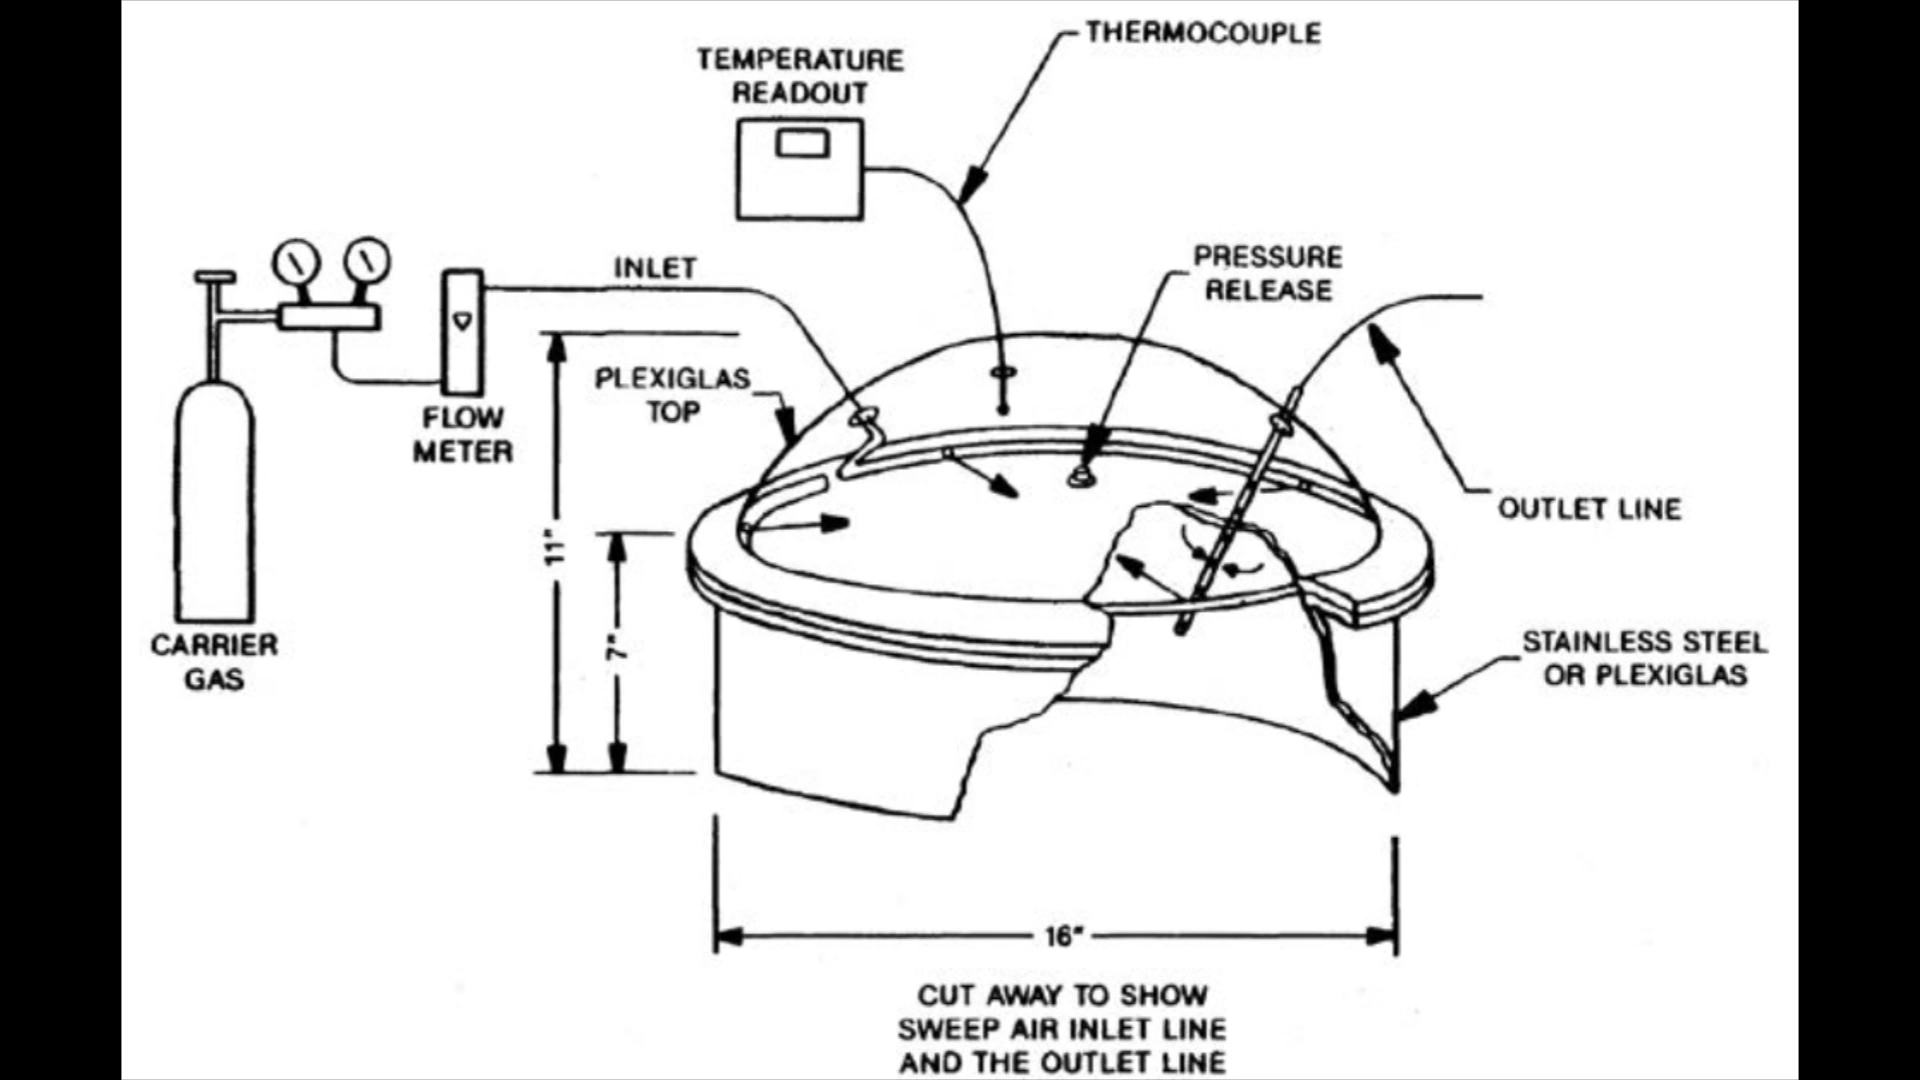 THERMOCOUPLE
TEMPERATURE
READOUT
PRESSURE
RELEASE
INLET
PLEXIGLAS
TOP
FLOW
METER
OUTLET LINE
11"
7"
CARRIER
GAS
STAINLESS STEEL
OR PLEXIGLAS
16"
CUT AWAY TO SHOW
SWEEP AIR INLET LINE
AND THE OUTLET LINE